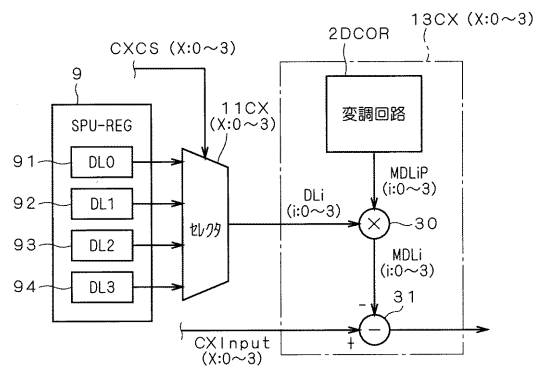 13CX (X:0～3)
2DCOR
CXCS (X:0～3)
9
11CX
(X:0～3)
SPU-REG
変調回路
91
DL0
92
DL1
93
DL2
94
DL3
セレクタ
DLi
(i:0～3)
MDLiP
(i:0～3)
×
30
MDLi
(i:0～3)
-
31
+
−
CXInput
(X:0～3)